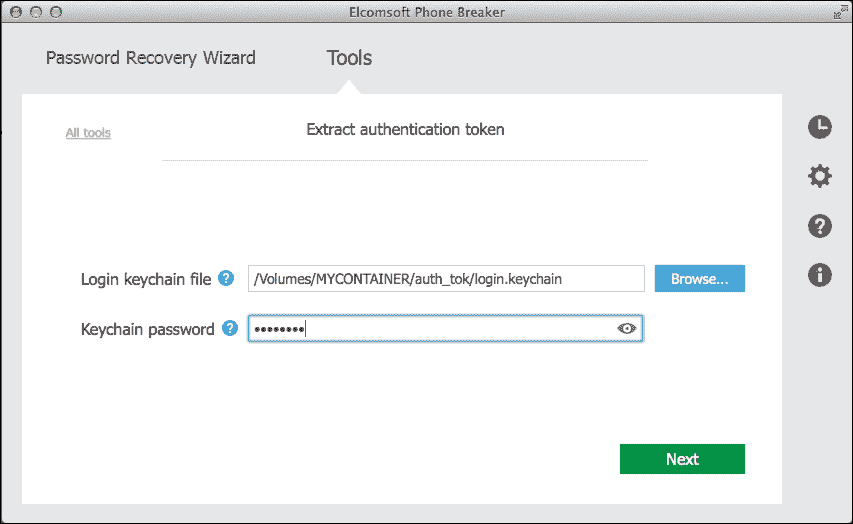 Elcomsoft Phone Breaker
Password Recovery Wizard Tools
All tools
Extract authentication token
Login keychain file ? /Volumes/MYCONTAINER/auth_tok/login.keychain Browse...
Keychain password ? ••••••••
Next